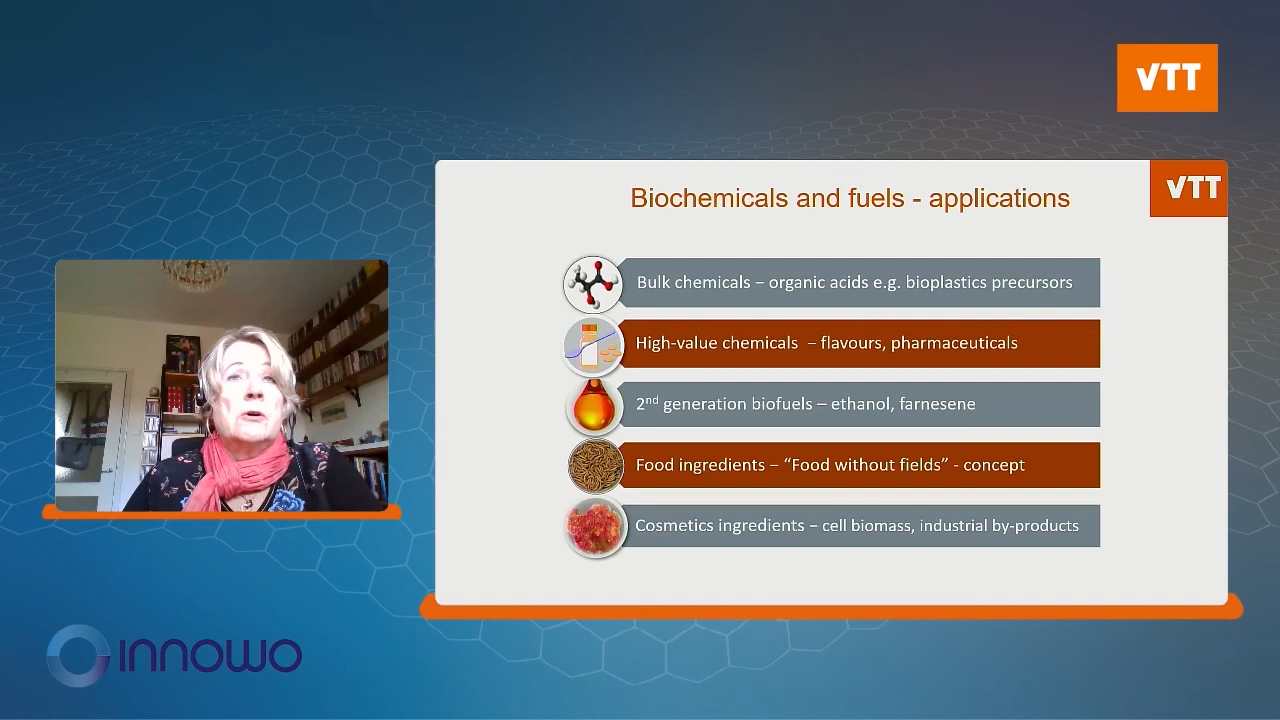 VTT
VTT
Biochemicals and fuels - applications
Bulk chemicals – organic acids e.g. bioplastics precursors
High-value chemicals – flavours, pharmaceuticals
2nd generation biofuels – ethanol, farnesene
Food ingredients – “Food without fields” - concept
Cosmetics ingredients – cell biomass, industrial by-products
innowo